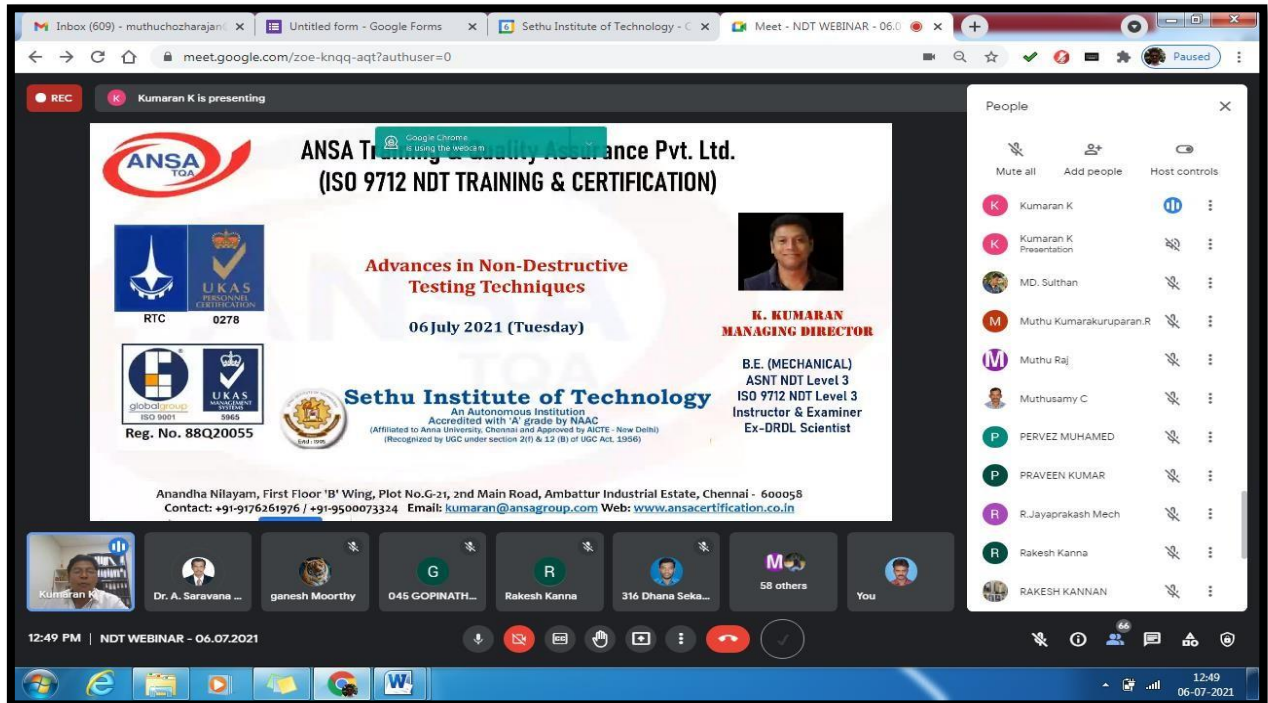 Inbox (609) - muthuchozharajan
Untitled form - Google Forms
Sethu Institute of Technology - C
Meet - NDT WEBINAR - 06.0
meet.google.com/zoe-knqq-aqt?authuser=0
Paused
REC
K
Kumaran K is presenting
Google Chrome
is using the webcam
ANSA
TQA
ANSA Training & Quality Assurance Pvt. Ltd.
(ISO 9712 NDT TRAINING & CERTIFICATION)
UKAS
PERSONNEL
CERTIFICATION
RTC
0278
Advances in Non-Destructive
Testing Techniques
06 July 2021 (Tuesday)
K. KUMARAN
MANAGING DIRECTOR
B.E. (MECHANICAL)
ASNT NDT Level 3
ISO 9712 NDT Level 3
Instructor & Examiner
Ex-DRDL Scientist
globalgroup
ISO 9001
UKAS
MANAGEMENT
SYSTEMS
5965
Reg. No. 88Q20055
Estd : 1995
Sethu Institute of Technology
An Autonomous Institution
Accredited with 'A' grade by NAAC
(Affiliated to Anna University, Chennai and Approved by AICTE - New Delhi)
(Recognized by UGC under section 2(f) & 12 (B) of UGC Act, 1956)
Anandha Nilayam, First Floor 'B' Wing, Plot No.G-21, 2nd Main Road, Ambattur Industrial Estate, Chennai - 600058
Contact: +91-9176261976 / +91-9500073324 Email: kumaran@ansagroup.com Web: www.ansacertification.co.in
People
Mute all
Add people
Host controls
K
Kumaran K
K
Kumaran K
Presentation
MD. Sulthan
M
Muthu Kumarakuruparan.R
Muthu Raj
Muthusamy C
P
PERVEZ MUHAMED
P
PRAVEEN KUMAR
R
R.Jayaprakash Mech
R
Rakesh Kanna
RAKESH KANNAN
Kumaran K
Dr. A. Saravana ...
ganesh Moorthy
G
045 GOPINATH...
R
Rakesh Kanna
316 Dhana Seka...
M
58 others
You
12:49 PM | NDT WEBINAR - 06.07.2021
66
12:49
06-07-2021